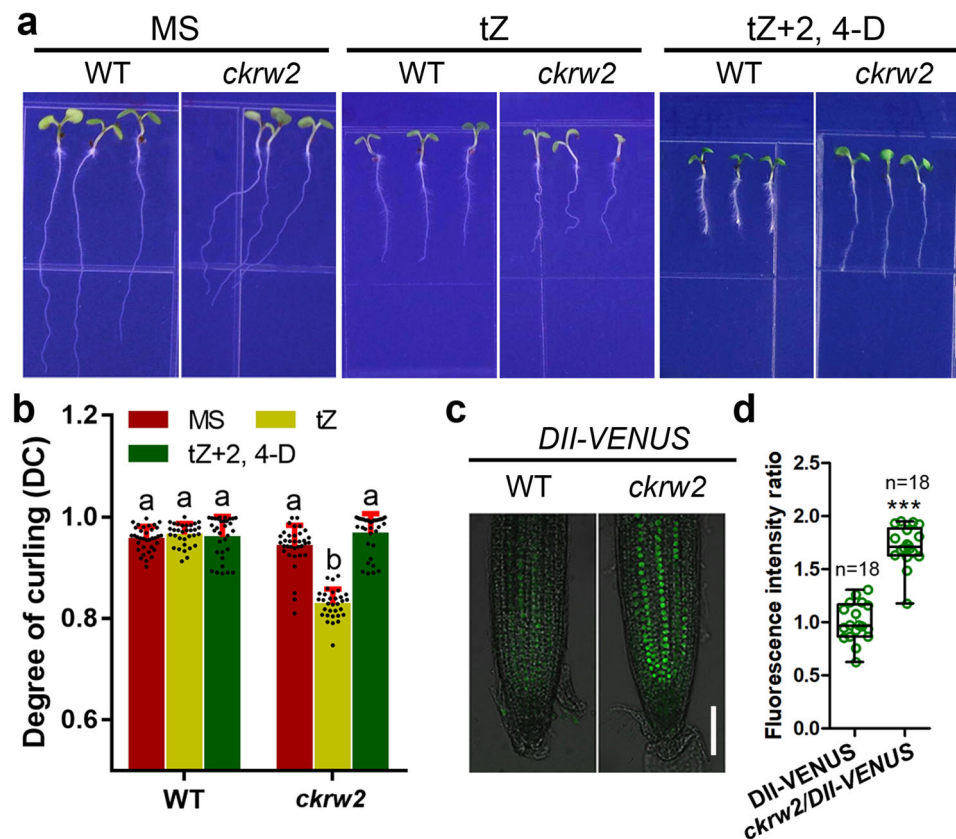 a
MS tZ tZ+2, 4-D
WT ckrw2 WT ckrw2 WT ckrw2
b
Degree of curling (DC)
1.2
1.0
0.8
0.6
MS tZ
tZ+2, 4-D
a a a a b a
WT ckrw2
c
DII-VENUS
WT ckrw2
d
Fluorescence intensity ratio
2.5
2.0
1.5
1.0
0.5
0.0
n=18
n=18
***
DII-VENUS
ckrw2/DII-VENUS